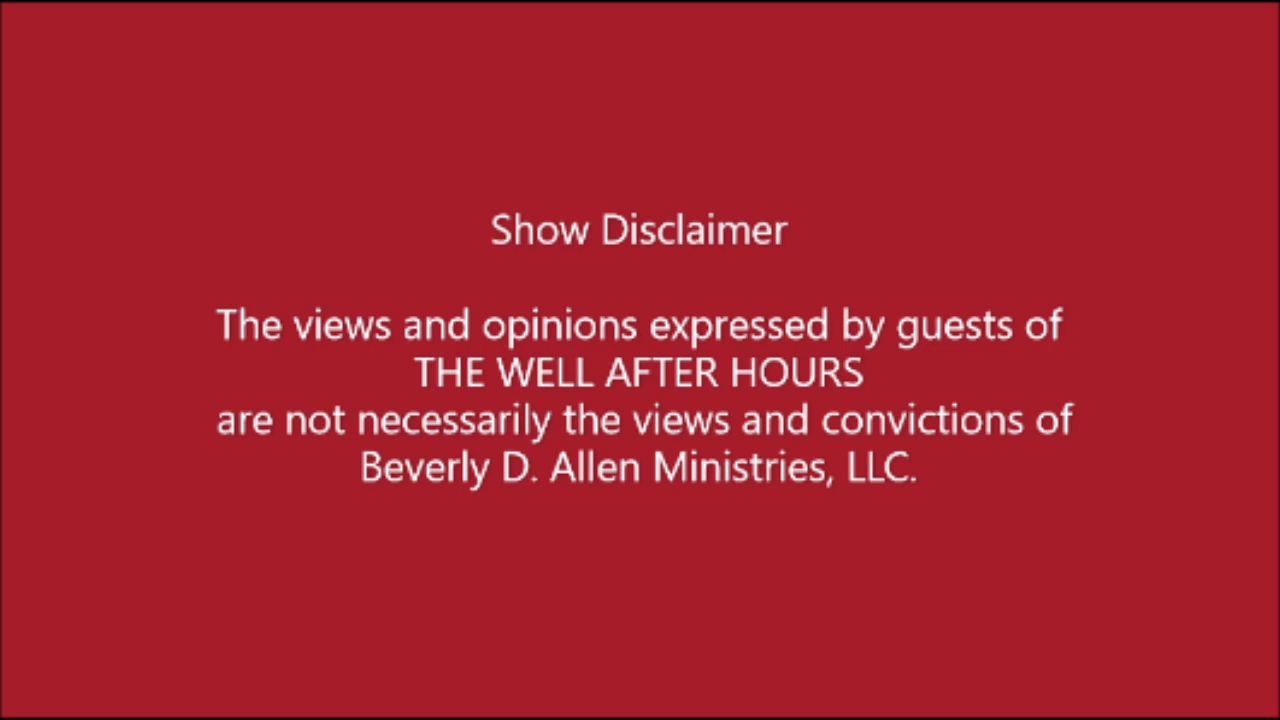 Show Disclaimer
The views and opinions expressed by guests of
THE WELL AFTER HOURS
are not necessarily the views and convictions of
Beverly D. Allen Ministries, LLC.